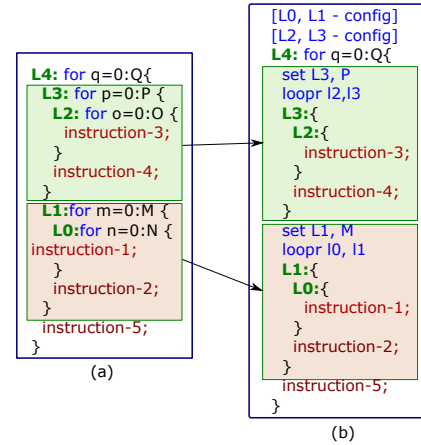 L4: for q=0:Q{
L3: for p=0:P {
L2: for o=0:O {
instruction-3;
}
instruction-4;
}
L1:for m=0:M {
L0:for n=0:N {
instruction-1;
}
instruction-2;
}
instruction-5;
}
(a)
[L0, L1 - config]
[L2, L3 - config]
L4: for q=0:Q{
set L3, P
loopr l2,l3
L3:{
L2:{
instruction-3;
}
instruction-4;
}
set L1, M
loopr l0, l1
L1:{
L0:{
instruction-1;
}
instruction-2;
}
instruction-5;
}
(b)